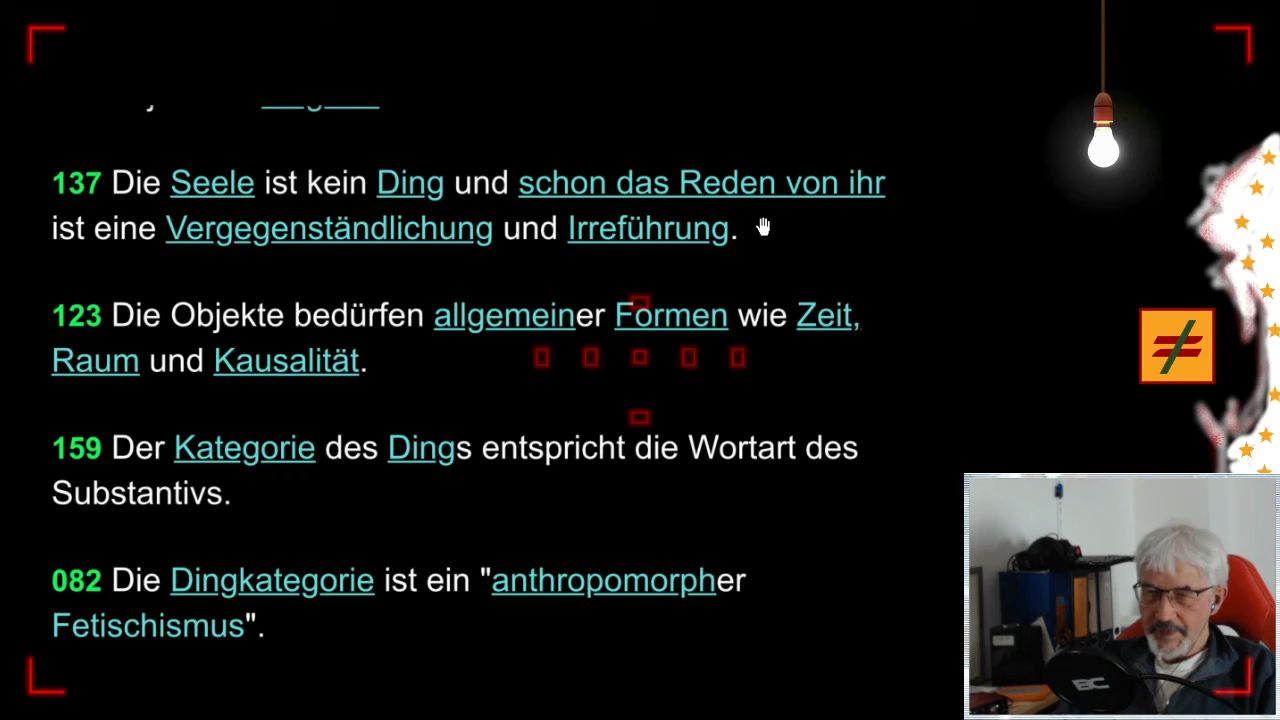 137 Die Seele ist kein Ding und schon das Reden von ihr
ist eine Vergegenständlichung und Irreführung.
123 Die Objekte bedürfen allgemeiner Formen wie Zeit,
Raum und Kausalität.
159 Der Kategorie des Dings entspricht die Wortart des
Substantivs.
082 Die Dingkategorie ist ein "anthropomorpher
Fetischismus".
≠
BC